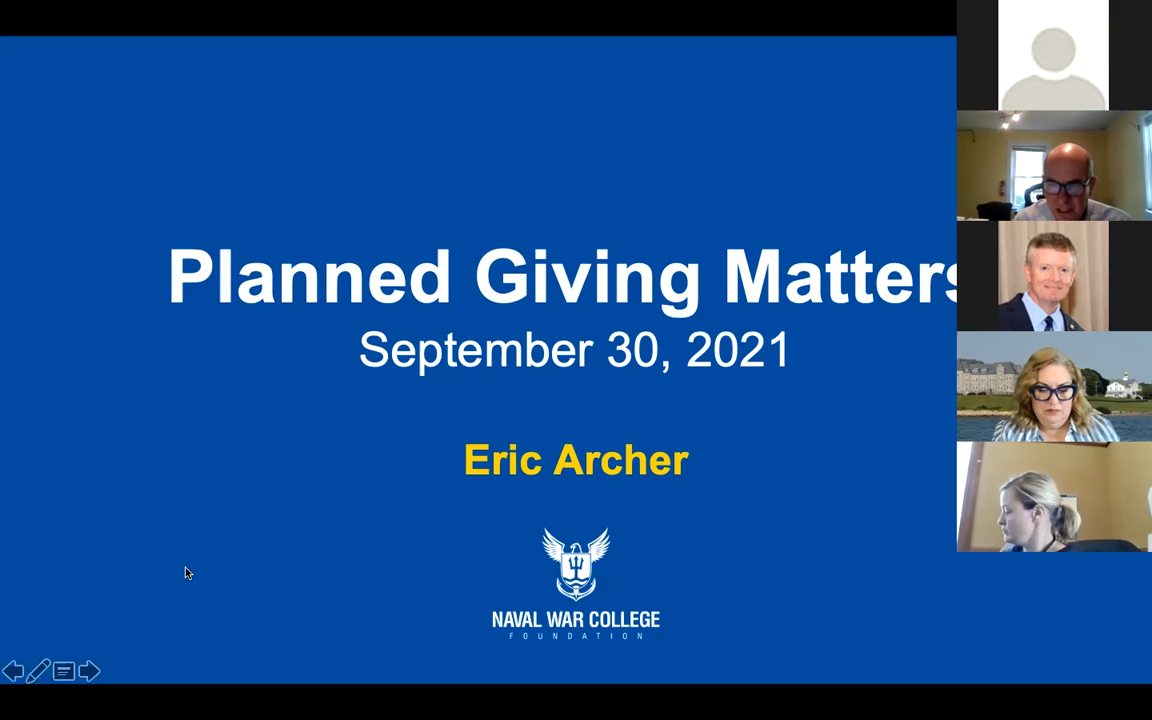 Planned Giving Matters
September 30, 2021
Eric Archer
NAVAL WAR COLLEGE
FOUNDATION